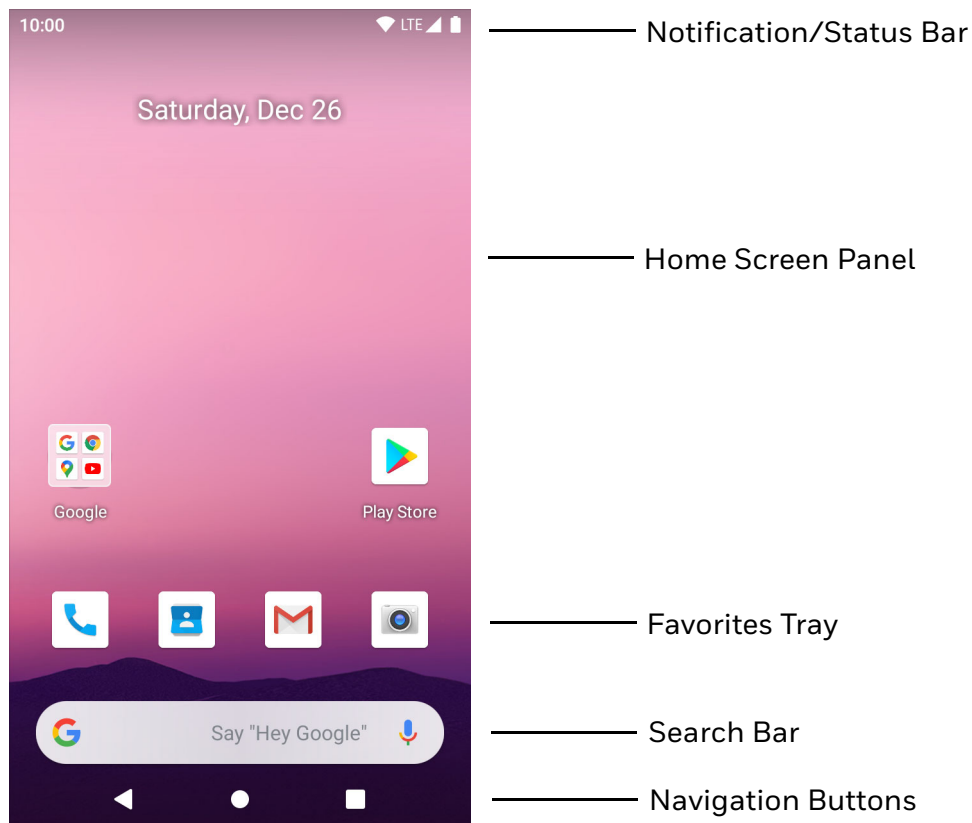 10:00 LTE
Notification/Status Bar
Saturday, Dec 26
Home Screen Panel
Google
Play Store
Favorites Tray
Say "Hey Google"
Search Bar
Navigation Buttons